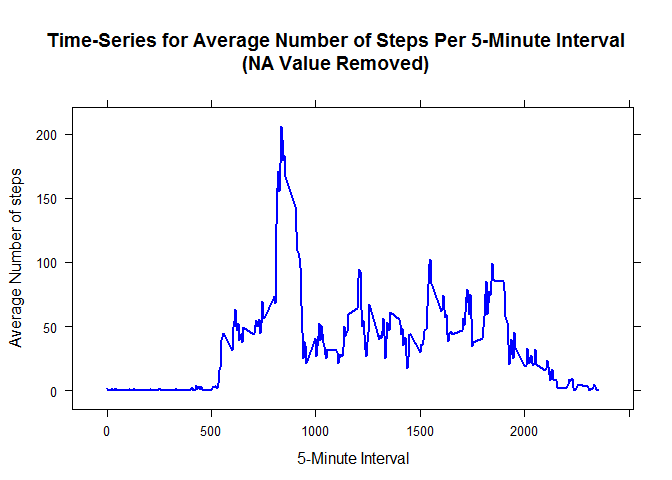 Time-Series for Average Number of Steps Per 5-Minute Interval
(NA Value Removed)
Average Number of steps
200
150
100
50
0
0 500 1000 1500 2000
5-Minute Interval